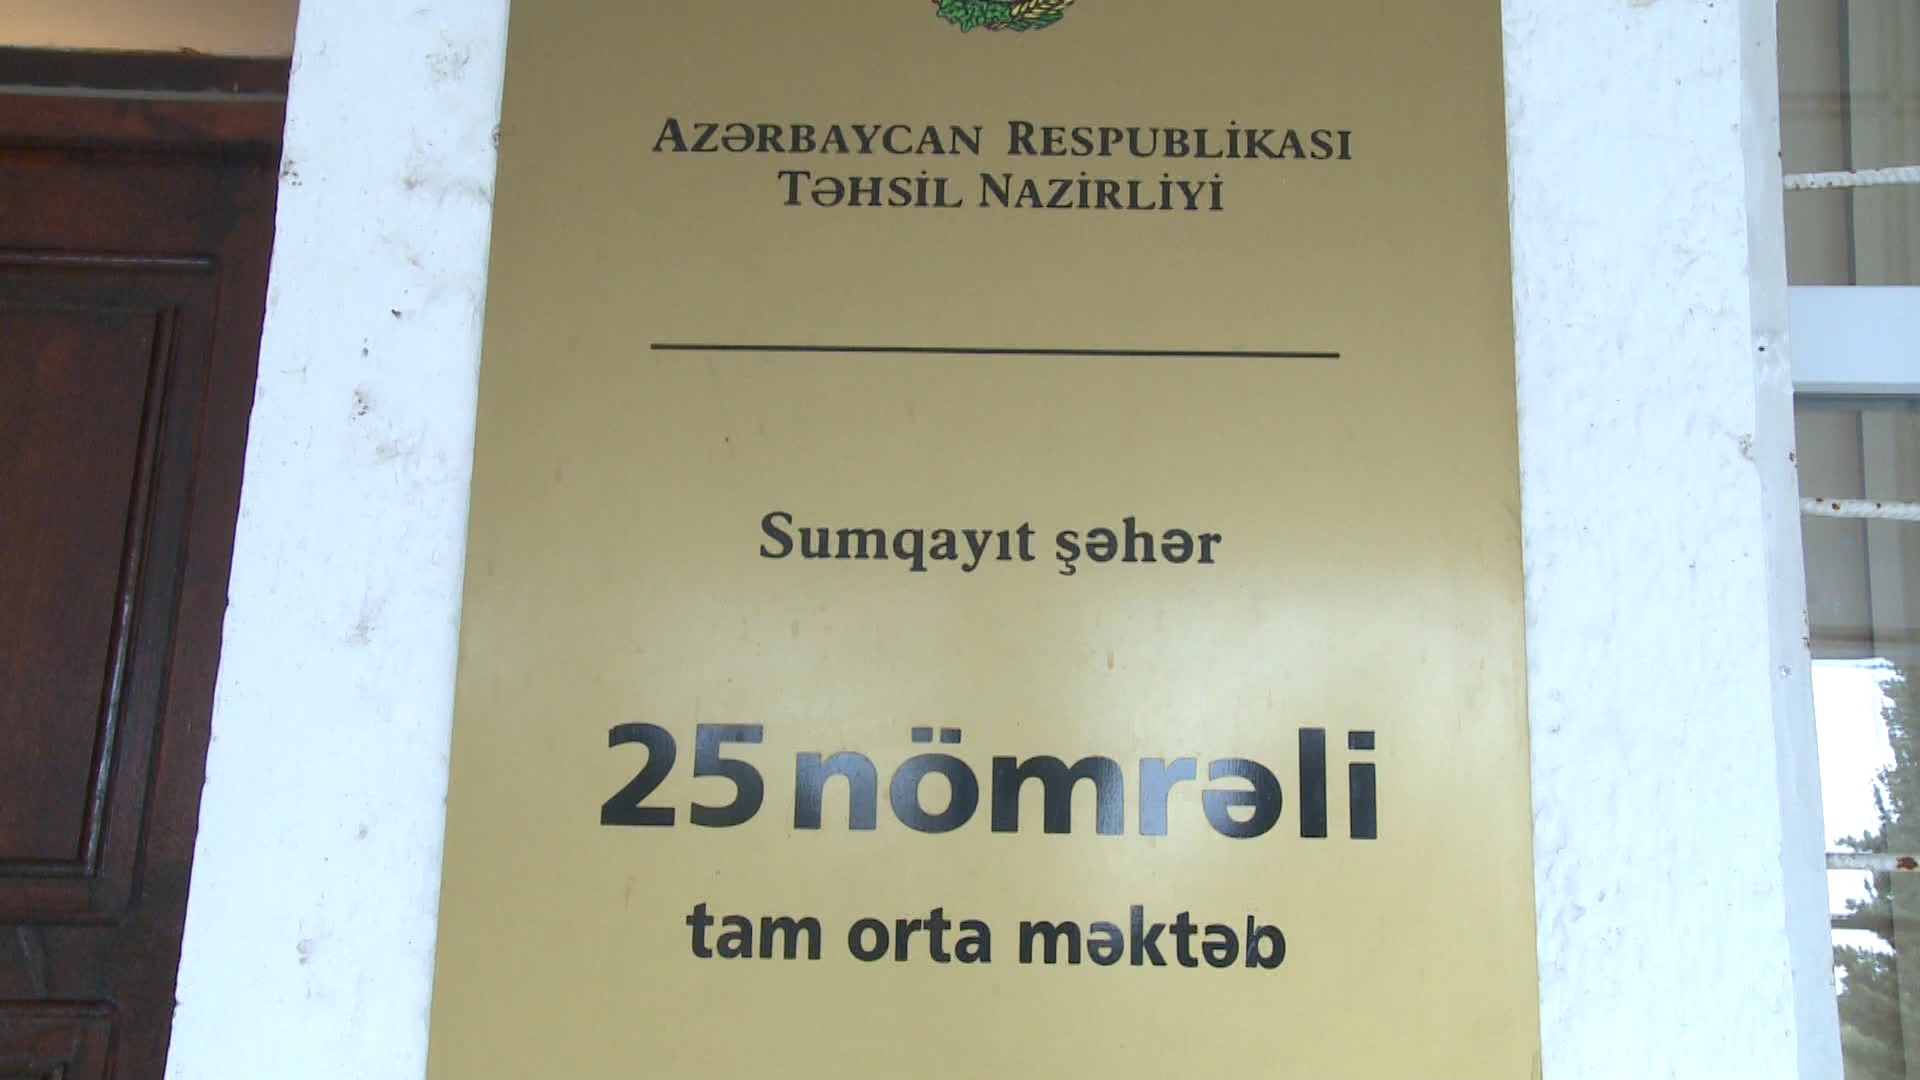 AZƏRBAYCAN RESPUBLİKASI
TƏHSİL NAZİRLİYİ
Sumqayıt şəhər
25 nömrəli
tam orta məktəb